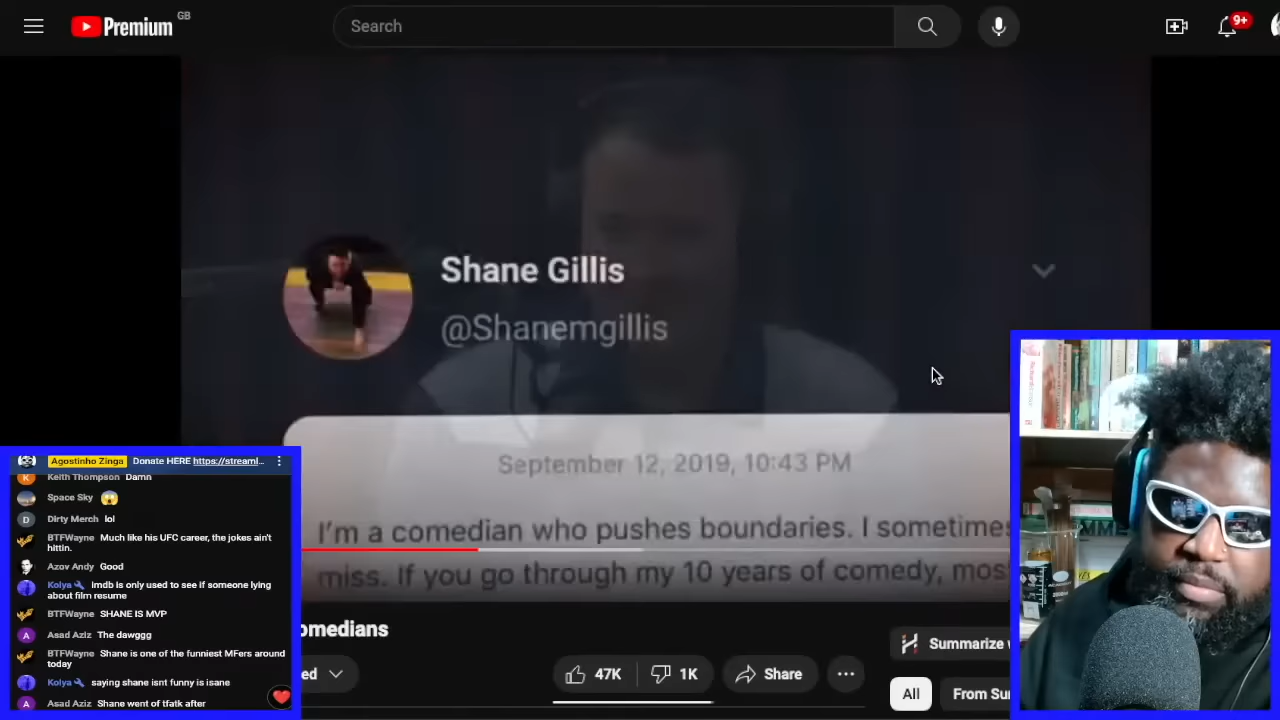 Premium GB
Search
9+
Shane Gillis
@Shanemgillis
September 12, 2019, 10:43 PM
I'm a comedian who pushes boundaries. I sometimes
miss. If you go through my 10 years of comedy, most
omedians
ed
47K
1K
Share
Summarize
All
From Su
Agostinho Zinga Donate HERE https://streaml...
Keith Thompson Damn
Space Sky 😱
Dirty Merch lol
BTFWayne Much like his UFC career, the jokes ain't
hittin.
Azov Andy Good
Kolya Imdb is only used to see if someone lying
about film resume
BTFWayne SHANE IS MVP
Asad Aziz The dawggg
BTFWayne Shane is one of the funniest MFers around
today
Kolya saying shane isnt funny is isane
Asad Aziz Shane went of tfatk after